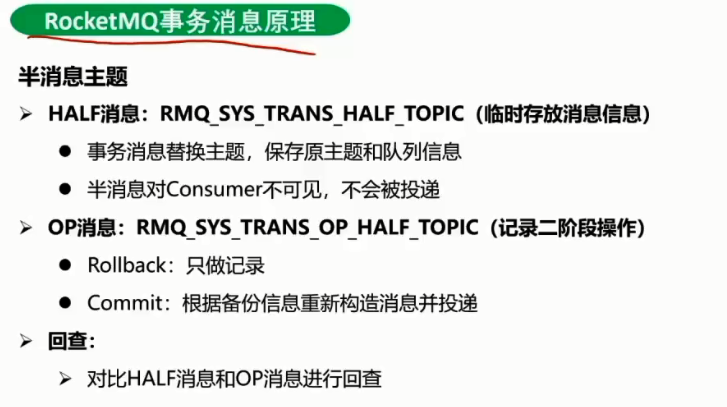 RocketMQ事务消息原理
半消息主题
➢ HALF消息：RMQ_SYS_TRANS_HALF_TOPIC（临时存放消息信息）
● 事务消息替换主题，保存原主题和队列信息
● 半消息对Consumer不可见，不会被投递
➢ OP消息：RMQ_SYS_TRANS_OP_HALF_TOPIC（记录二阶段操作）
● Rollback：只做记录
● Commit：根据备份信息重新构造消息并投递
➢ 回查：
➢ 对比HALF消息和OP消息进行回查